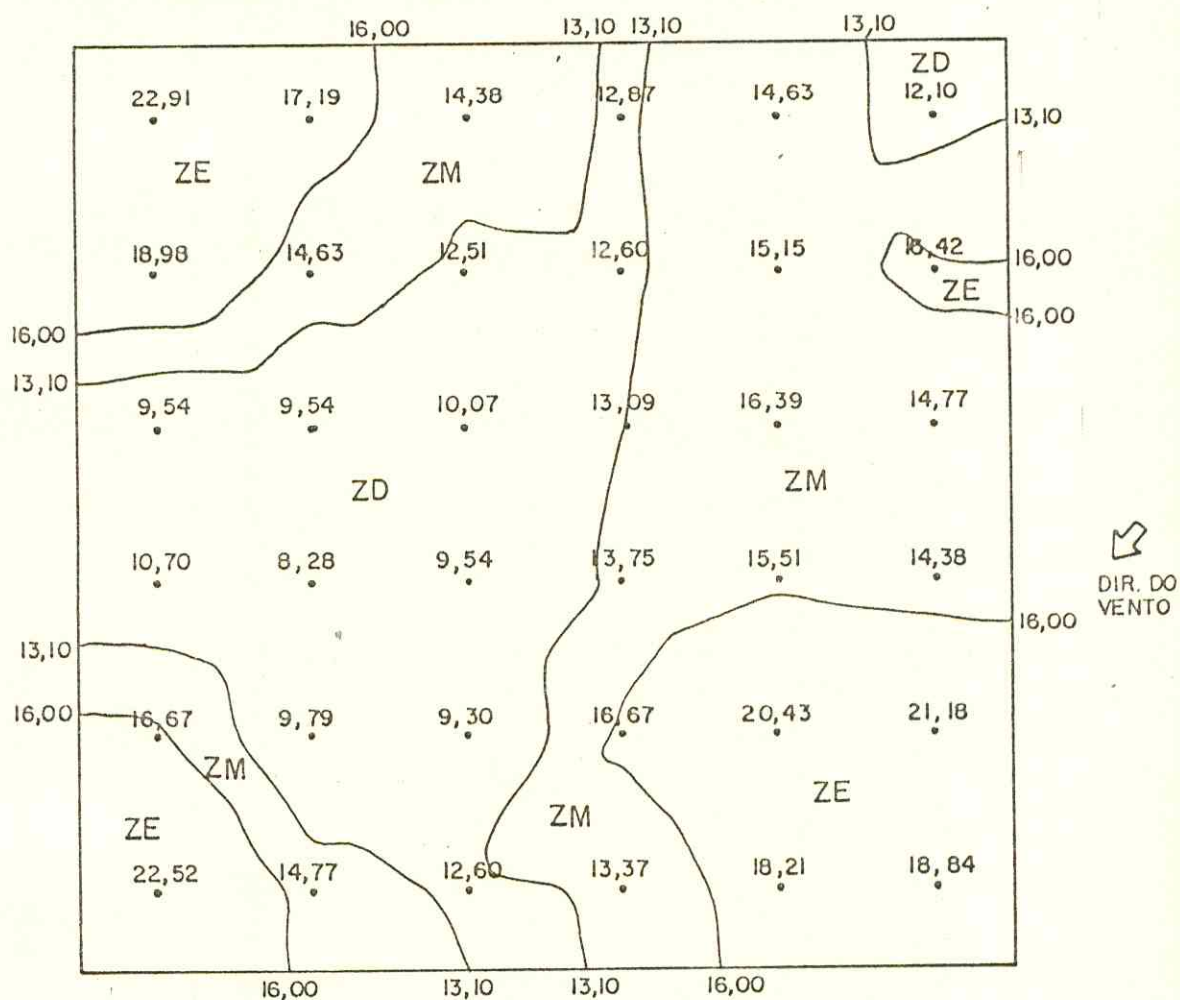 16,00 13,10 13,10 13,10
ZD
22,91 17,19 14,38 12,87 14,63 12,10
13,10
ZE ZM
18,98 14,63 12,51 12,60 15,15 16,42
16,00
ZE
16,00
16,00
13,10
9,54 9,54 10,07 13,09 16,39 14,77
ZD ZM
10,70 8,28 9,54 13,75 15,51 14,38
DIR. DO
VENTO
16,00
13,10
16,00
16,67 9,79 9,30 16,67 20,43 21,18
ZM
ZE ZM ZE
22,52 14,77 12,60 13,37 18,21 18,84
16,00 13,10 13,10 16,00